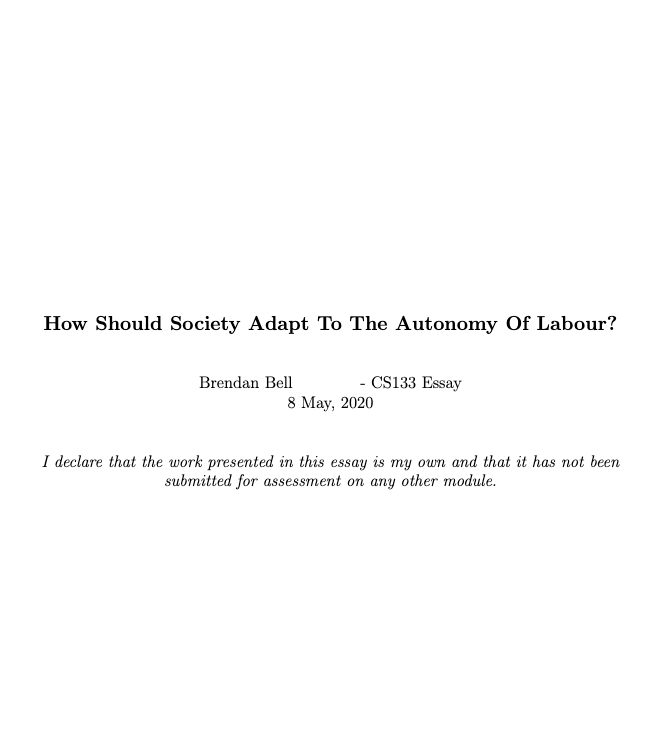 How Should Society Adapt To The Autonomy Of Labour?
Brendan Bell - CS133 Essay
8 May, 2020
I declare that the work presented in this essay is my own and that it has not been
submitted for assessment on any other module.